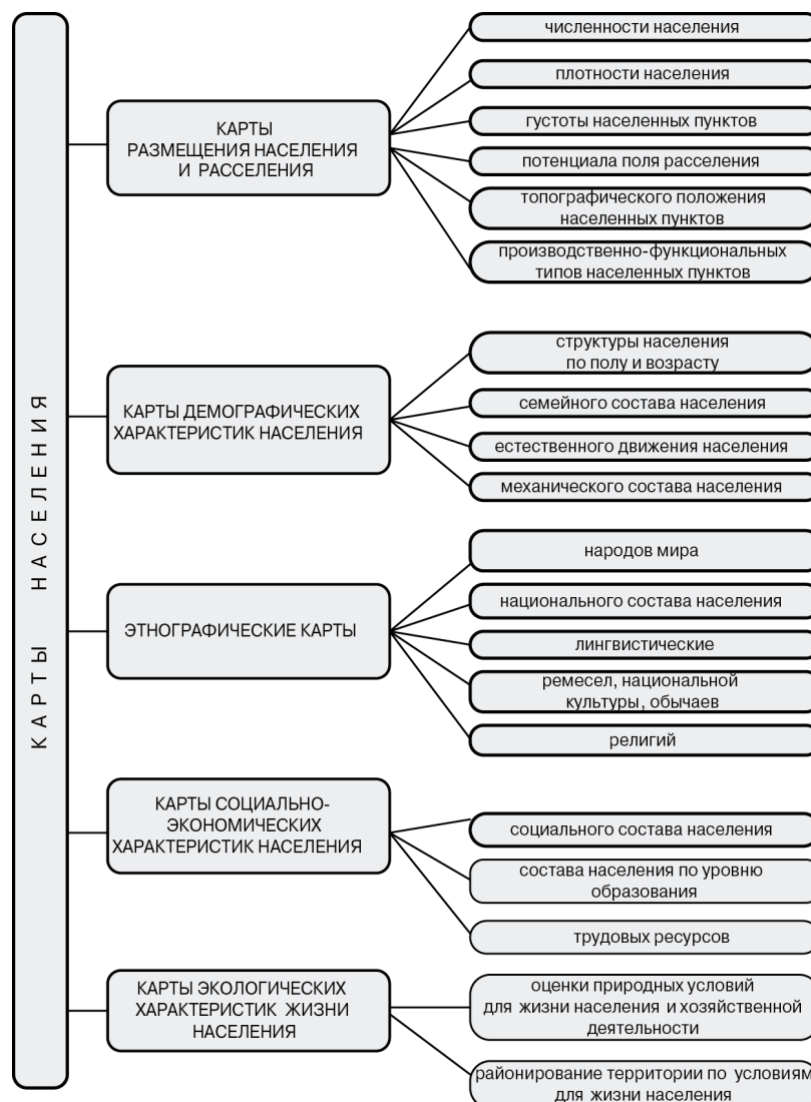 КАРТЫ НАСЕЛЕНИЯ
КАРТЫ
РАЗМЕЩЕНИЯ НАСЕЛЕНИЯ
И РАССЕЛЕНИЯ
численности населения
плотности населения
густоты населенных пунктов
потенциала поля расселения
топографического положения
населенных пунктов
производственно-функциональных
типов населенных пунктов
КАРТЫ ДЕМОГРАФИЧЕСКИХ
ХАРАКТЕРИСТИК НАСЕЛЕНИЯ
структуры населения
по полу и возрасту
семейного состава населения
естественного движения населения
механического состава населения
ЭТНОГРАФИЧЕСКИЕ КАРТЫ
народов мира
национального состава населения
лингвистические
ремесел, национальной
культуры, обычаев
религий
КАРТЫ СОЦИАЛЬНО-
ЭКОНОМИЧЕСКИХ
ХАРАКТЕРИСТИК НАСЕЛЕНИЯ
социального состава населения
состава населения по уровню
образования
трудовых ресурсов
КАРТЫ ЭКОЛОГИЧЕСКИХ
ХАРАКТЕРИСТИК ЖИЗНИ
НАСЕЛЕНИЯ
оценки природных условий
для жизни населения и хозяйственной
деятельности
районирование территории по условиям
для жизни населения